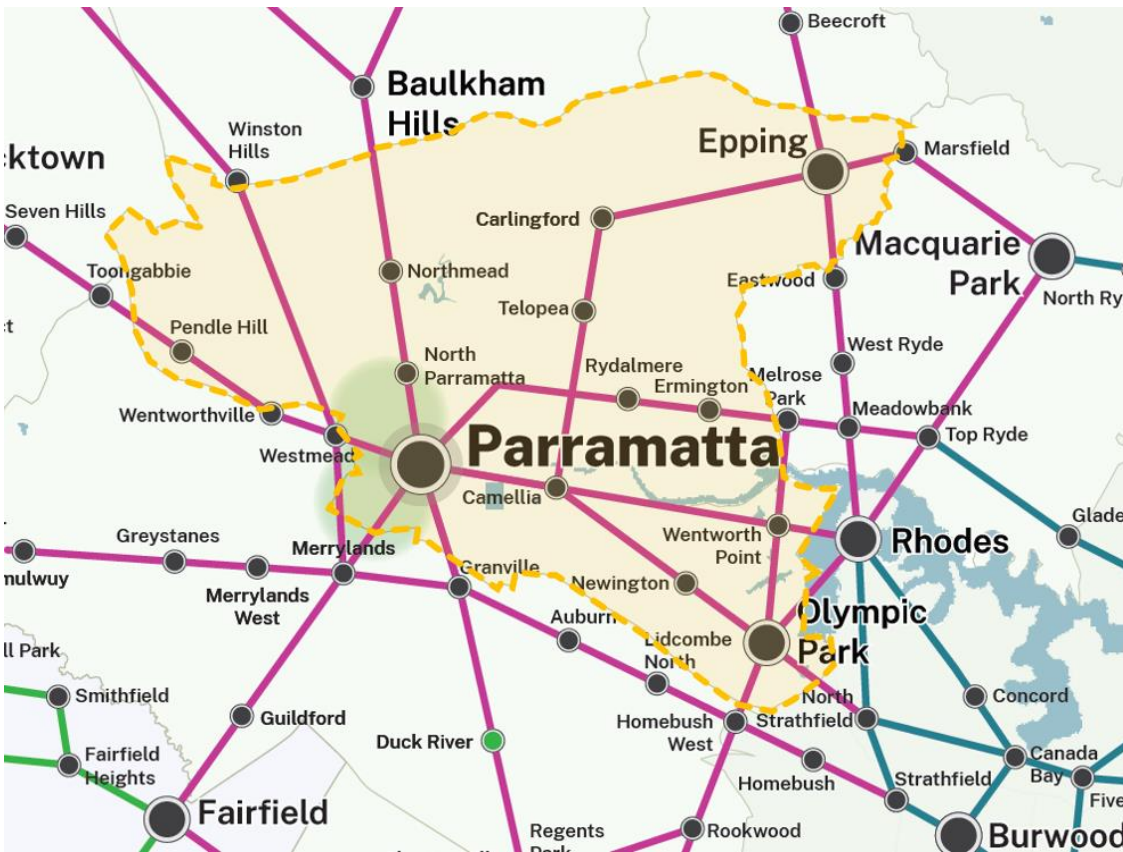 Beecroft
Baulkham
Hills
Winston
Hills
cktown
Epping
Marsfield
Seven Hills
Carlingford
Macquarie
Park
Toongabbie
Northmead
Eastwood
North Ry
Telopea
Pendle Hill
North
Parramatta
Rydalmere
Ermington
Melrose
Park
West Ryde
Wentworthville
Meadowbank
Top Ryde
Parramatta
Westmead
Camellia
Wentworth
Point
Rhodes
Glade
Greystanes
Merrylands
Granville
Newington
mulwuy
Merrylands
West
Auburn
Olympic
Park
Lidcombe
North
ll Park
Smithfield
Guildford
North
Strathfield
Concord
Homebush
West
Duck River
Fairfield
Heights
Canada
Bay
Homebush
Strathfield
Five
Fairfield
Regents
Park
Rookwood
Burwood